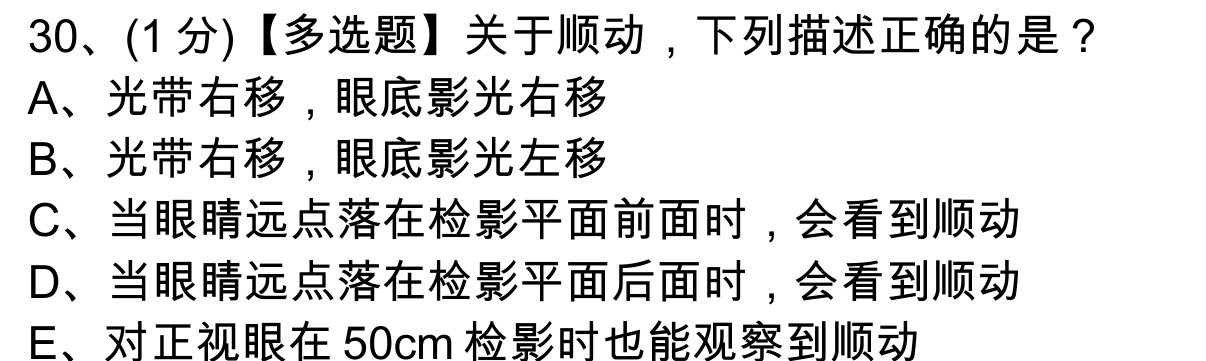 30、(1 分)【多选题】关于顺动，下列描述正确的是？
A、光带右移，眼底影光右移
B、光带右移，眼底影光左移
C、当眼睛远点落在检影平面前面时，会看到顺动
D、当眼睛远点落在检影平面后面时，会看到顺动
E、对正视眼在 50cm 检影时也能观察到顺动